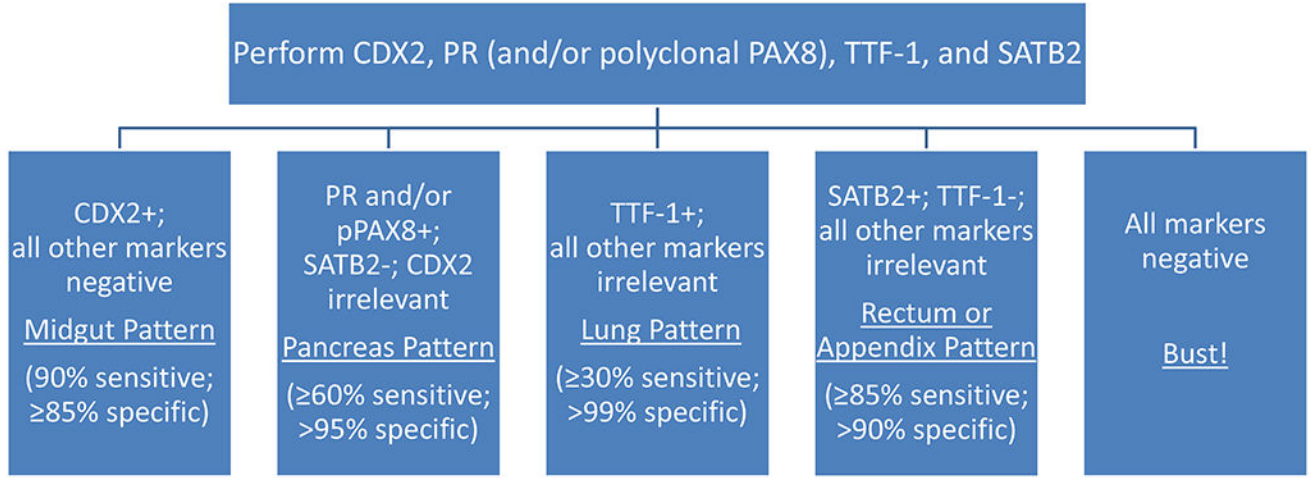 Perform CDX2, PR (and/or polyclonal PAX8), TTF-1, and SATB2
CDX2+;
all other markers
negative
Midgut Pattern
(90% sensitive;
≥85% specific)
PR and/or
pPAX8+;
SATB2-; CDX2
irrelevant
Pancreas Pattern
(≥60% sensitive;
>95% specific)
TTF-1+;
all other markers
irrelevant
Lung Pattern
(≥30% sensitive;
>99% specific)
SATB2+; TTF-1-;
all other markers
irrelevant
Rectum or
Appendix Pattern
(≥85% sensitive;
>90% specific)
All markers
negative
Bust!